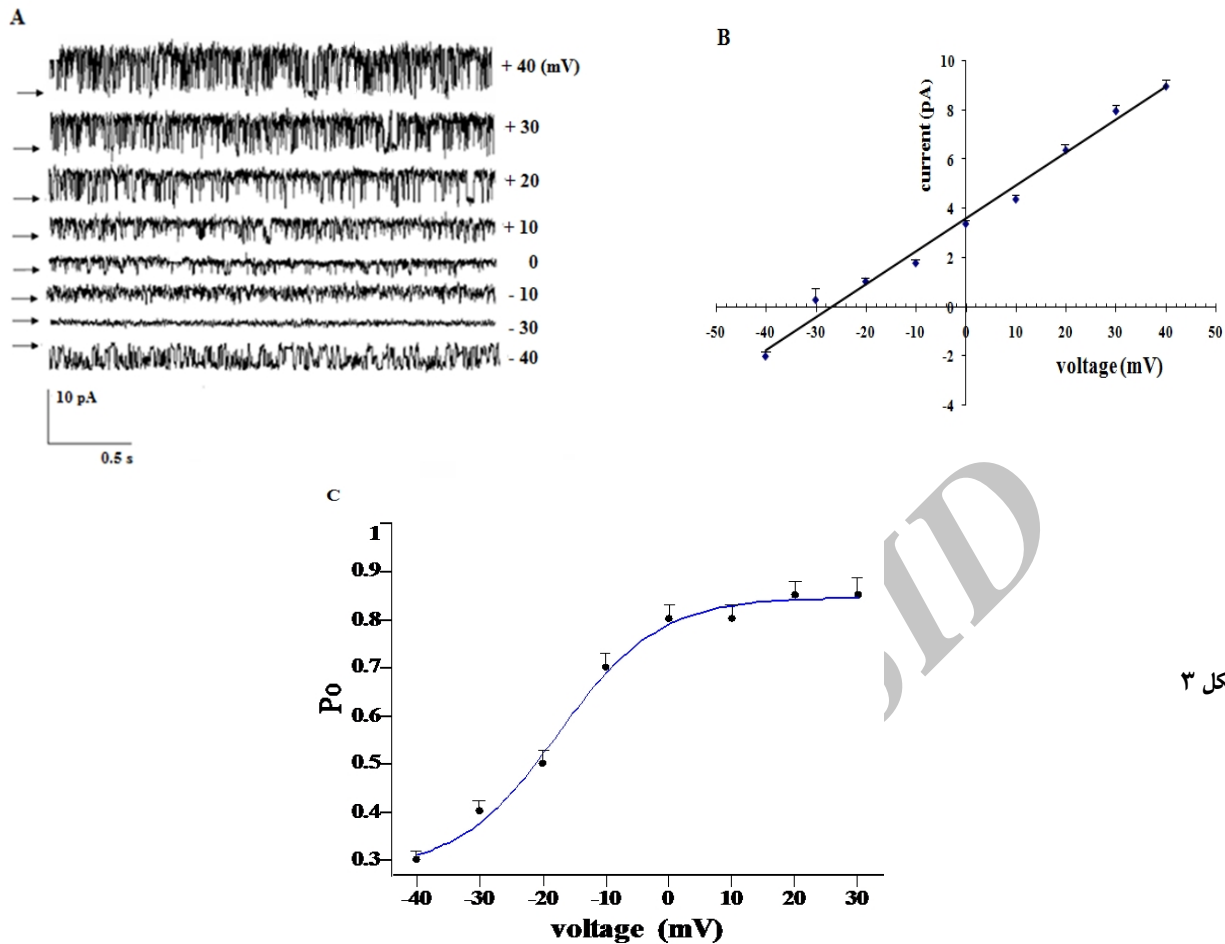 A
+ 40 (mV)
+ 30
+ 20
+ 10
0
- 10
- 30
- 40
10 pA
0.5 s
B
current (pA)
10
8
6
4
2
0
-2
-4
-50 -40 -30 -20 -10 0 10 20 30 40 50
voltage (mV)
C
Po
1
0.9
0.8
0.7
0.6
0.5
0.4
0.3
-40 -30 -20 -10 0 10 20 30
voltage (mV)
کل ۳